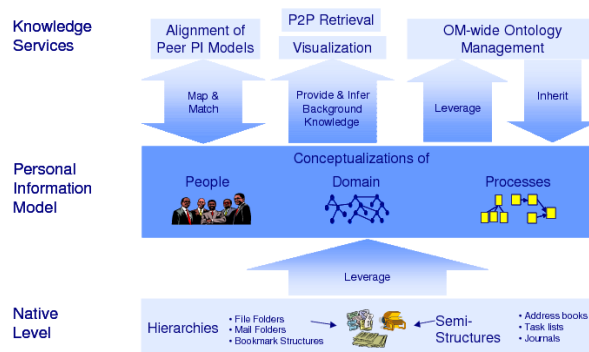 Knowledge
Services
Alignment of
Peer PI Models
P2P Retrieval
Visualization
OM-wide Ontology
Management
Map &
Match
Provide & Infer
Background
Knowledge
Leverage
Inherit
Personal
Information
Model
Conceptualizations of
People
Domain
Processes
Leverage
Native
Level
Hierarchies
• File Folders
• Mail Folders
• Bookmark Structures
Semi-
Structures
• Address books
• Task lists
• Journals